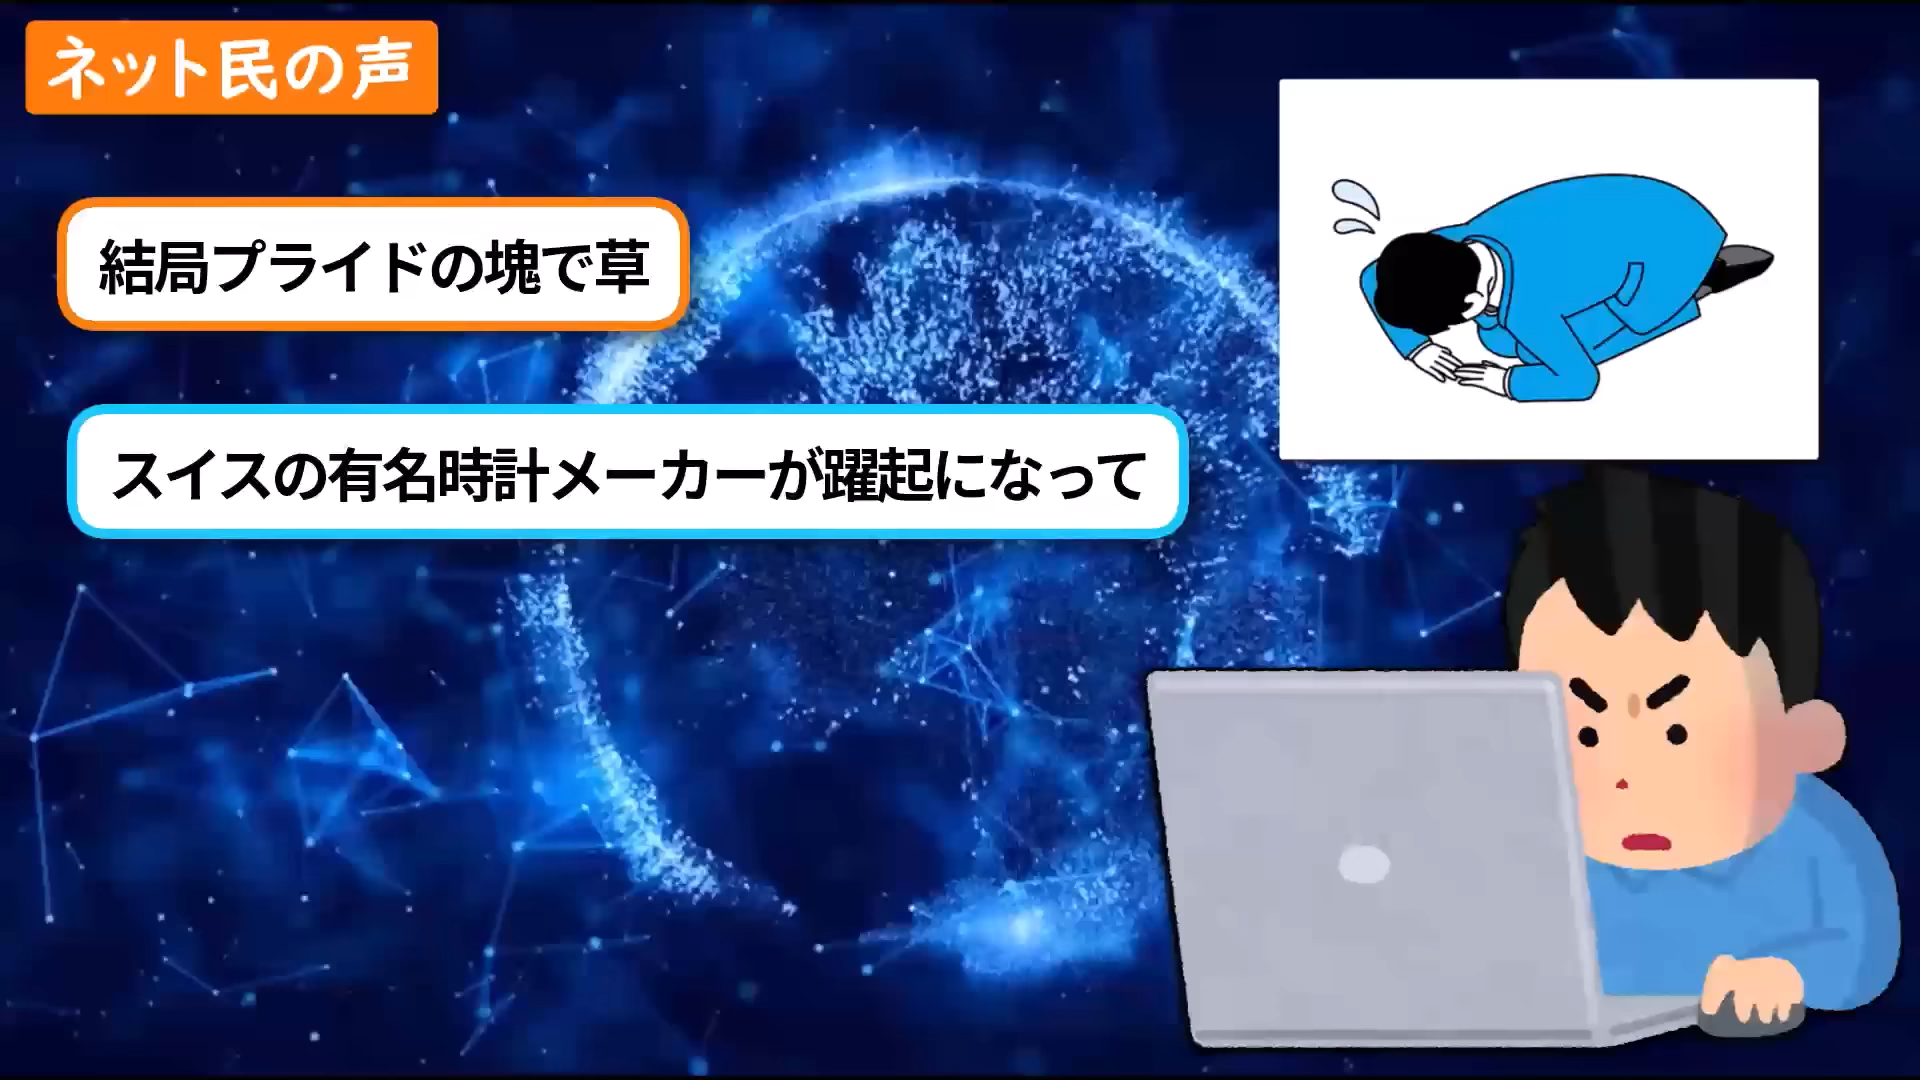 ネット民の声
結局プライドの塊で草
スイスの有名時計メーカーが躍起になって